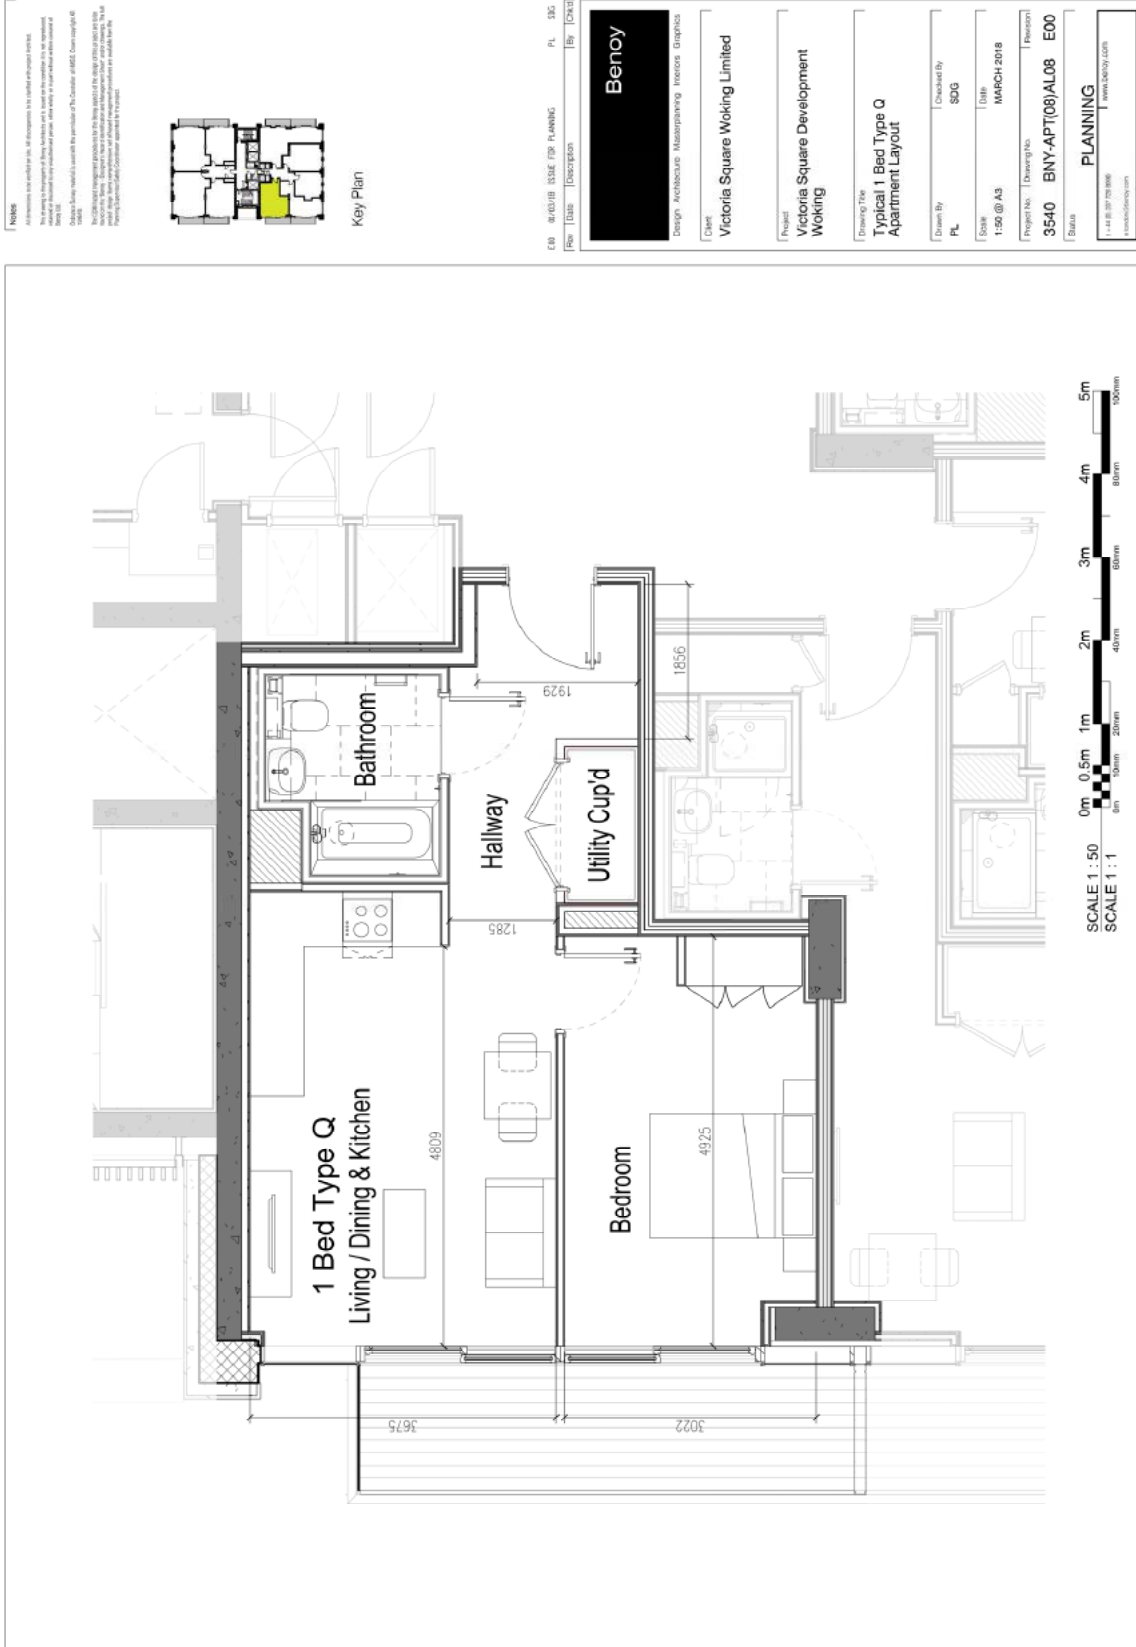 Notes
Key Plan
E00 08/03/18 ISSUE FOR PLANNING PL SDG
Rev Date Description By Chkd
Benoy
Design Architecture Masterplanning Interiors Graphics
Client
Victoria Square Woking Limited
Project
Victoria Square Development
Woking
Drawing Title
Typical 1 Bed Type Q
Apartment Layout
Drawn By Checked By
PL SDG
Scale Date
1:50 @ A3 MARCH 2018
Project No. Drawing No. Revision
3540 BNY-APT(08)AL08 E00
Status
PLANNING
www.benoy.com
Bathroom
Hallway
Utility Cup'd
1 Bed Type Q
Living / Dining & Kitchen
Bedroom
1929
1856
1285
4809
4925
3675
3022
SCALE 1 : 50
0m 0.5m 1m 2m 3m 4m 5m
SCALE 1 : 1
0m 10mm 20mm 40mm 60mm 80mm 100mm